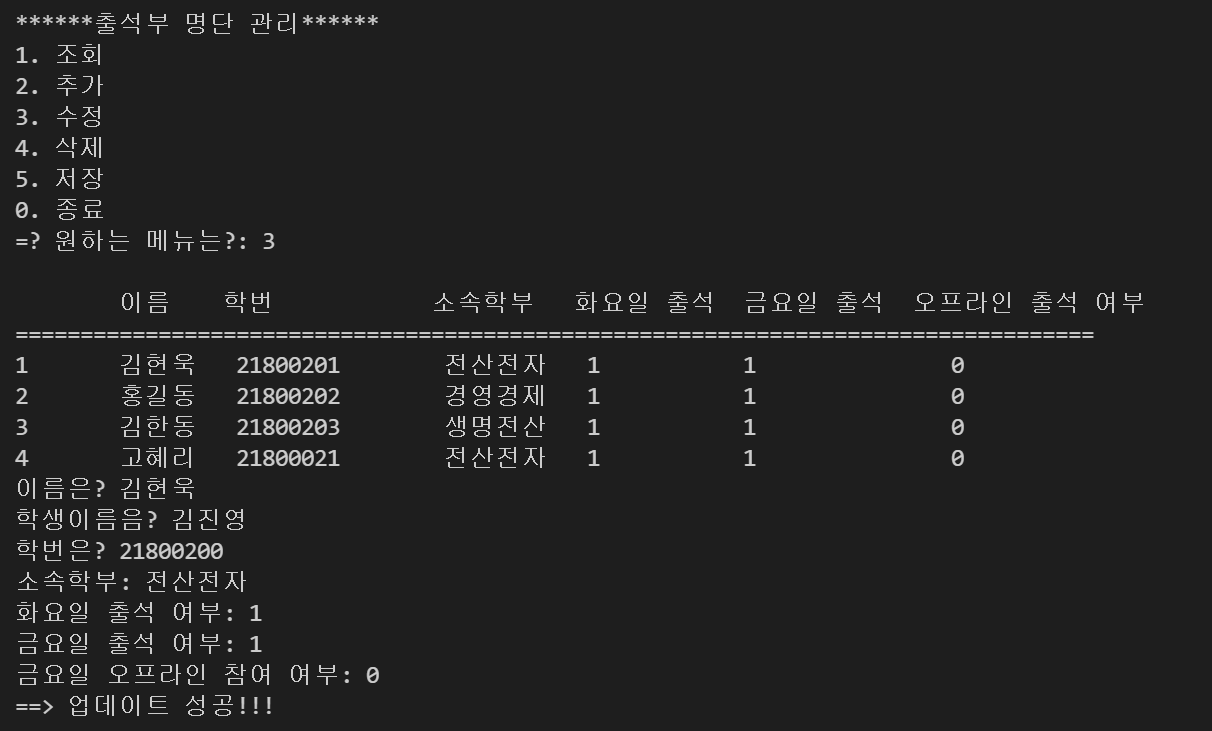 ******출석부 명단 관리******
1. 조회
2. 추가
3. 수정
4. 삭제
5. 저장
0. 종료
=? 원하는 메뉴는?: 3
이름 학번 소속학부 화요일 출석 금요일 출석 오프라인 출석 여부
===================================================================================
1 김현욱 21800201 전산전자 1 1 0
2 홍길동 21800202 경영경제 1 1 0
3 김한동 21800203 생명전산 1 1 0
4 고혜리 21800021 전산전자 1 1 0
이름은? 김현욱
학생이름음? 김진영
학번은? 21800200
소속학부: 전산전자
화요일 출석 여부: 1
금요일 출석 여부: 1
금요일 오프라인 참여 여부: 0
==> 업데이트 성공!!!